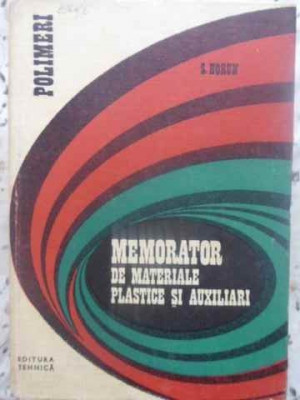 POLIMERI
S. HORUN
MEMORATOR
DE MATERIALE
PLASTICE ȘI AUXILIARI
EDITURA
TEHNICĂ